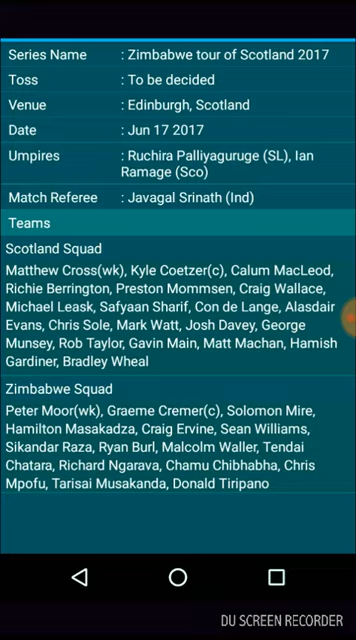 Series Name : Zimbabwe tour of Scotland 2017
Toss : To be decided
Venue : Edinburgh, Scotland
Date : Jun 17 2017
Umpires : Ruchira Palliyaguruge (SL), Ian
Ramage (Sco)
Match Referee : Javagal Srinath (Ind)
Teams
Scotland Squad
Matthew Cross(wk), Kyle Coetzer(c), Calum MacLeod,
Richie Berrington, Preston Mommsen, Craig Wallace,
Michael Leask, Safyaan Sharif, Con de Lange, Alasdair
Evans, Chris Sole, Mark Watt, Josh Davey, George
Munsey, Rob Taylor, Gavin Main, Matt Machan, Hamish
Gardiner, Bradley Wheal
Zimbabwe Squad
Peter Moor(wk), Graeme Cremer(c), Solomon Mire,
Hamilton Masakadza, Craig Ervine, Sean Williams,
Sikandar Raza, Ryan Burl, Malcolm Waller, Tendai
Chatara, Richard Ngarava, Chamu Chibhabha, Chris
Mpofu, Tarisai Musakanda, Donald Tiripano
DU SCREEN RECORDER